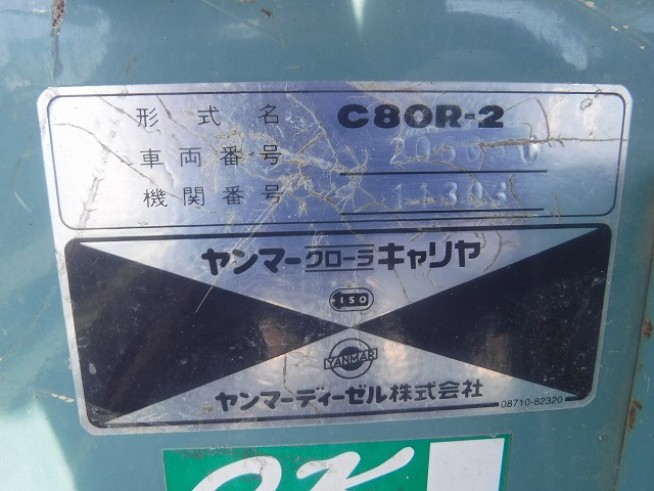 形式名 C80R-2
車両番号
機関番号 11303
ヤンマークローラキャリヤ
ISO
YANMAR
ヤンマーディーゼル株式会社
08710-82320
OK